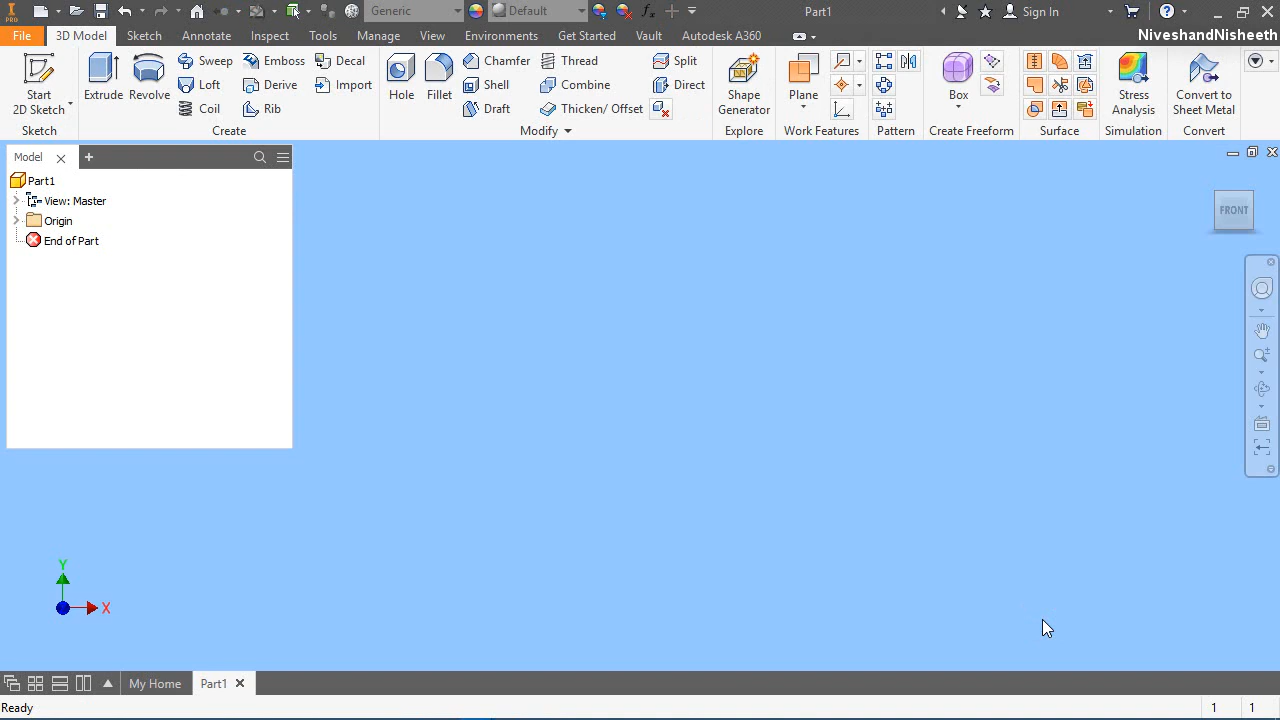 PRO Generic Default Part1 Sign In
File 3D Model Sketch Annotate Inspect Tools Manage View Environments Get Started Vault Autodesk A360 NiveshandNisheeth
Start 2D Sketch
Extrude
Revolve
Sweep
Loft
Coil
Emboss
Derive
Rib
Decal
Import
Hole
Fillet
Chamfer
Shell
Draft
Thread
Combine
Thicken/ Offset
Split
Direct
Shape Generator
Plane
Box
Stress Analysis
Convert to Sheet Metal
Sketch Create Modify Explore Work Features Pattern Create Freeform Surface Simulation Convert
Model
Part1
View: Master
Origin
End of Part
FRONT
Y
X
My Home Part1
Ready 1 1